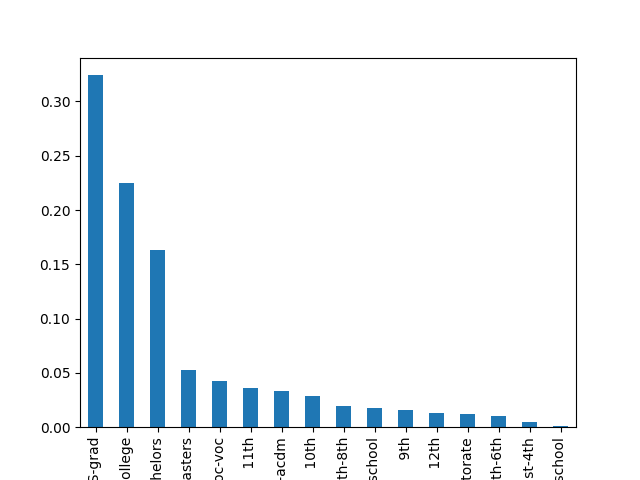 0.30
0.25
0.20
0.15
0.10
0.05
0.00
S-grad
ollege
helors
asters
oc-voc
11th
-acdm
10th
th-8th
school
9th
12th
torate
th-6th
st-4th
school